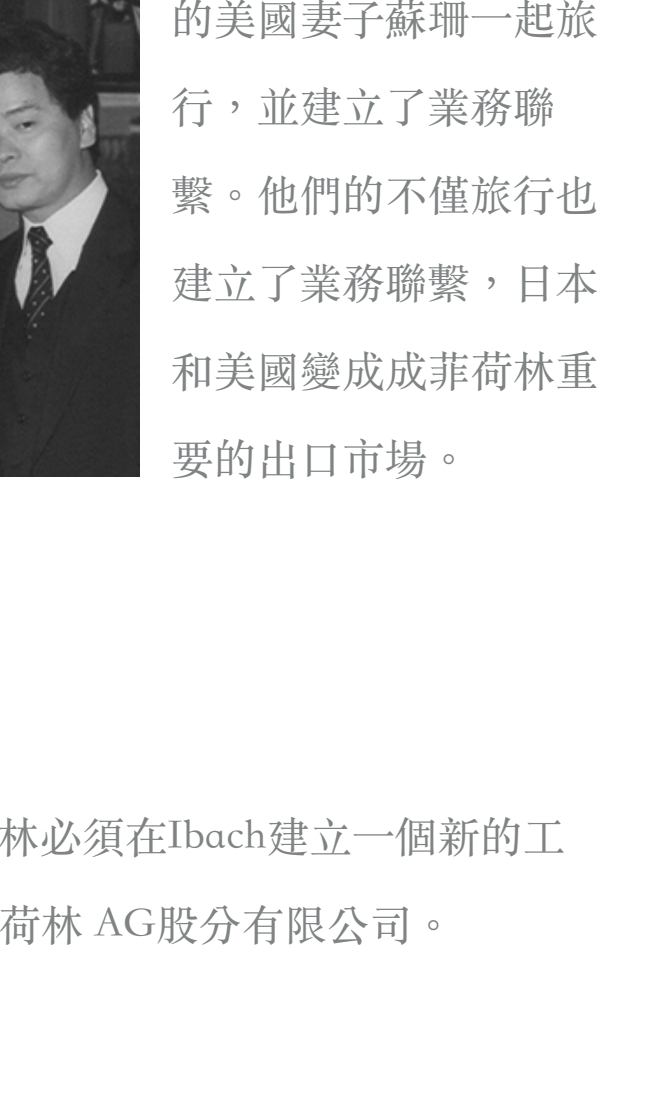 的美國妻子蘇珊一起旅
行，並建立了業務聯
繫。他們的不僅旅行也
建立了業務聯繫，日本
和美國變成成菲荷林重
要的出口市場。
林必須在Ibach建立一個新的工
荷林 AG股分有限公司。